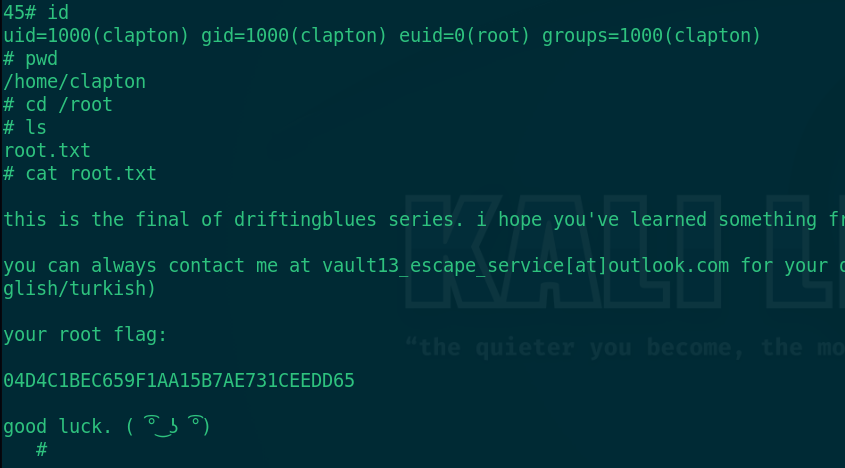 45# id
uid=1000(clapton) gid=1000(clapton) euid=0(root) groups=1000(clapton)
# pwd
/home/clapton
# cd /root
# ls
root.txt
# cat root.txt
this is the final of driftingblues series. i hope you've learned something
you can always contact me at vault13_escape_service[at]outlook.com for your
glish/turkish)
your root flag:
04D4C1BEC659F1AA15B7AE731CEEDD65
good luck. ( ͡° ͜ʖ ͡°)
#
KALI
“the quieter you become, the